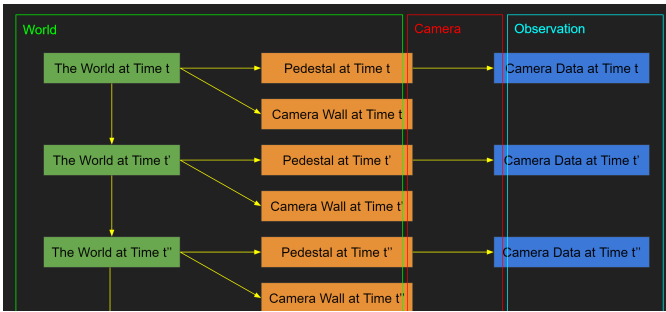 World
Camera
Observation
The World at Time t
Pedestal at Time t
Camera Data at Time t
Camera Wall at Time t
The World at Time t'
Pedestal at Time t'
Camera Data at Time t'
Camera Wall at Time t'
The World at Time t''
Pedestal at Time t''
Camera Data at Time t''
Camera Wall at Time t''